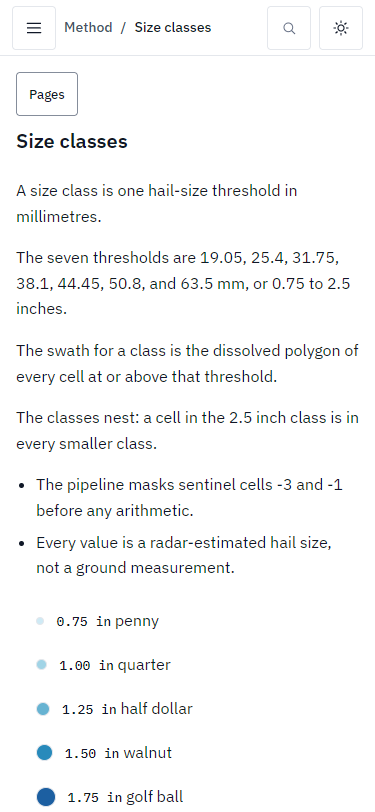 Method / Size classes
Pages
Size classes
A size class is one hail-size threshold in
millimetres.
The seven thresholds are 19.05, 25.4, 31.75,
38.1, 44.45, 50.8, and 63.5 mm, or 0.75 to 2.5
inches.
The swath for a class is the dissolved polygon of
every cell at or above that threshold.
The classes nest: a cell in the 2.5 inch class is in
every smaller class.
The pipeline masks sentinel cells -3 and -1
before any arithmetic.
Every value is a radar-estimated hail size,
not a ground measurement.
0.75 in penny
1.00 in quarter
1.25 in half dollar
1.50 in walnut
1.75 in golf ball